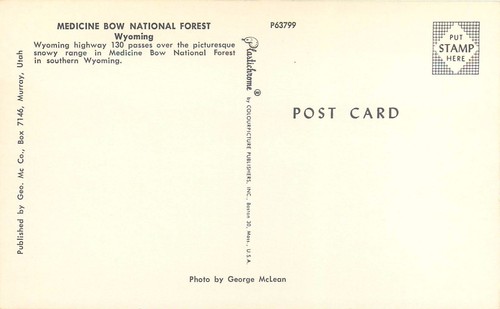 MEDICINE BOW NATIONAL FOREST
Wyoming
Wyoming highway 130 passes over the picturesque
snowy range in Medicine Bow National Forest
in southern Wyoming.
P63799
PUT
STAMP
HERE
POST CARD
Published by Geo. Mc Co., Box 7146, Murray, Utah
Plastichrome ® by COLOURPICTURE PUBLISHERS, INC., Boston 30, Mass., U.S.A.
Photo by George McLean